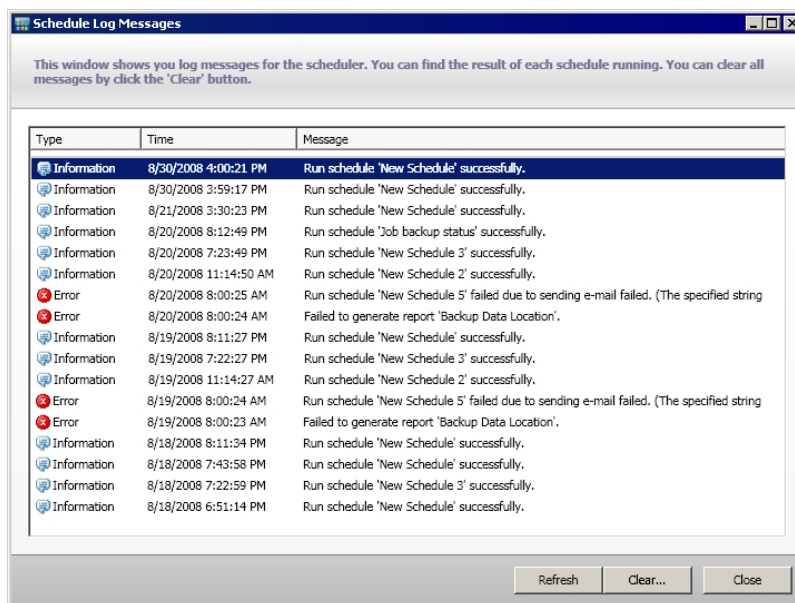 Schedule Log Messages
This window shows you log messages for the scheduler. You can find the result of each schedule running. You can clear all
messages by click the 'Clear' button.
Type Time Message
Information 8/30/2008 4:00:21 PM Run schedule 'New Schedule' successfully.
Information 8/30/2008 3:59:17 PM Run schedule 'New Schedule' successfully.
Information 8/21/2008 3:30:23 PM Run schedule 'New Schedule' successfully.
Information 8/20/2008 8:12:49 PM Run schedule 'Job backup status' successfully.
Information 8/20/2008 7:23:49 PM Run schedule 'New Schedule 3' successfully.
Information 8/20/2008 11:14:50 AM Run schedule 'New Schedule 2' successfully.
Error 8/20/2008 8:00:25 AM Run schedule 'New Schedule 5' failed due to sending e-mail failed. (The specified string
Error 8/20/2008 8:00:24 AM Failed to generate report 'Backup Data Location'.
Information 8/19/2008 8:11:27 PM Run schedule 'New Schedule' successfully.
Information 8/19/2008 7:22:27 PM Run schedule 'New Schedule 3' successfully.
Information 8/19/2008 11:14:27 AM Run schedule 'New Schedule 2' successfully.
Error 8/19/2008 8:00:24 AM Run schedule 'New Schedule 5' failed due to sending e-mail failed. (The specified string
Error 8/19/2008 8:00:23 AM Failed to generate report 'Backup Data Location'.
Information 8/18/2008 8:11:34 PM Run schedule 'New Schedule' successfully.
Information 8/18/2008 7:43:58 PM Run schedule 'New Schedule' successfully.
Information 8/18/2008 7:22:59 PM Run schedule 'New Schedule 3' successfully.
Information 8/18/2008 6:51:14 PM Run schedule 'New Schedule' successfully.
Refresh Clear... Close